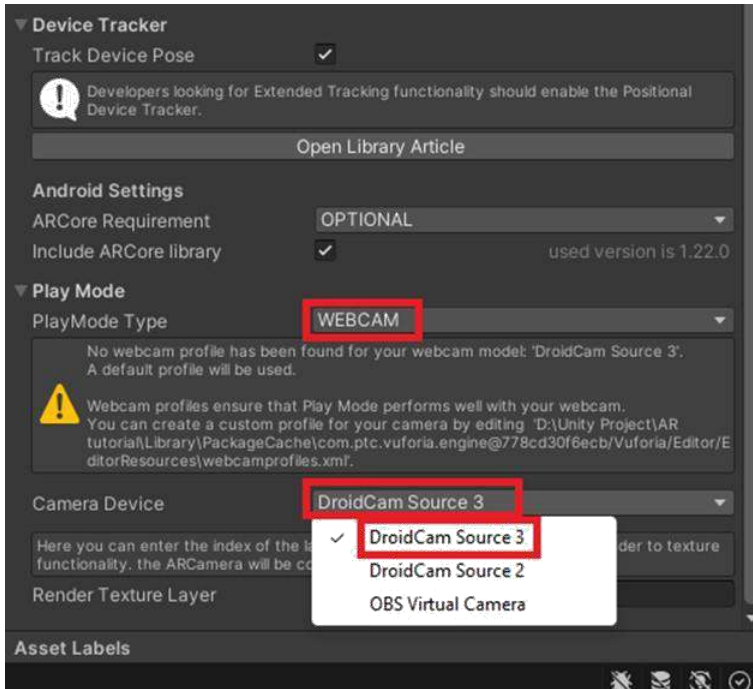 Device Tracker
Track Device Pose
Developers looking for Extended Tracking functionality should enable the Positional
Device Tracker.
Open Library Article
Android Settings
ARCore Requirement OPTIONAL
Include ARCore library used version is 1.22.0
Play Mode
PlayMode Type WEBCAM
No webcam profile has been found for your webcam model: 'DroidCam Source 3'.
A default profile will be used.
Webcam profiles ensure that Play Mode performs well with your webcam.
You can create a custom profile for your camera by editing 'D:\Unity Project\AR
tutorial\Library\PackageCache\com.ptc.vuforia.engine@778cd30f6ecb/Vuforia/Editor/E
ditorResources\webcamprofiles.xml'.
Camera Device DroidCam Source 3
DroidCam Source 3
Here you can enter the index of the der to texture
DroidCam Source 2
functionality. the ARCamera will be
OBS Virtual Camera
Render Texture Layer
Asset Labels